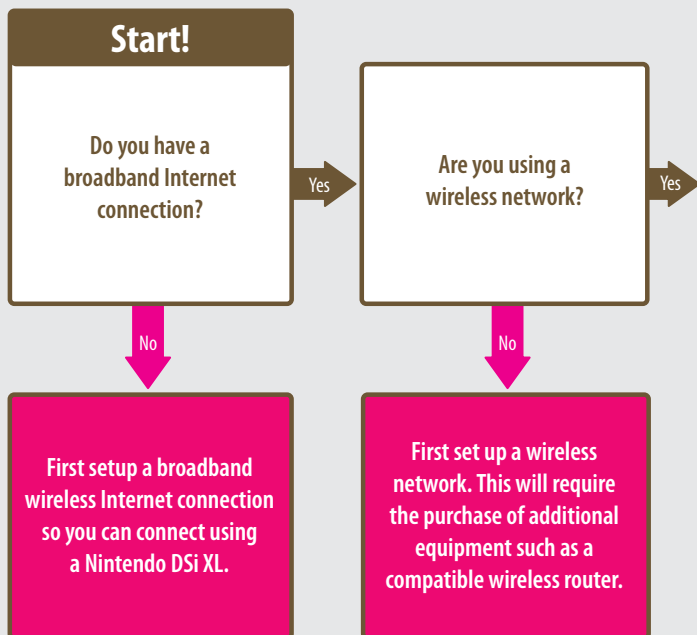 Start!
Do you have a
broadband Internet
connection?
Yes
Are you using a
wireless network?
Yes
No
No
First setup a broadband
wireless Internet connection
so you can connect using
a Nintendo DSi XL.
First set up a wireless
network. This will require
the purchase of additional
equipment such as a
compatible wireless router.